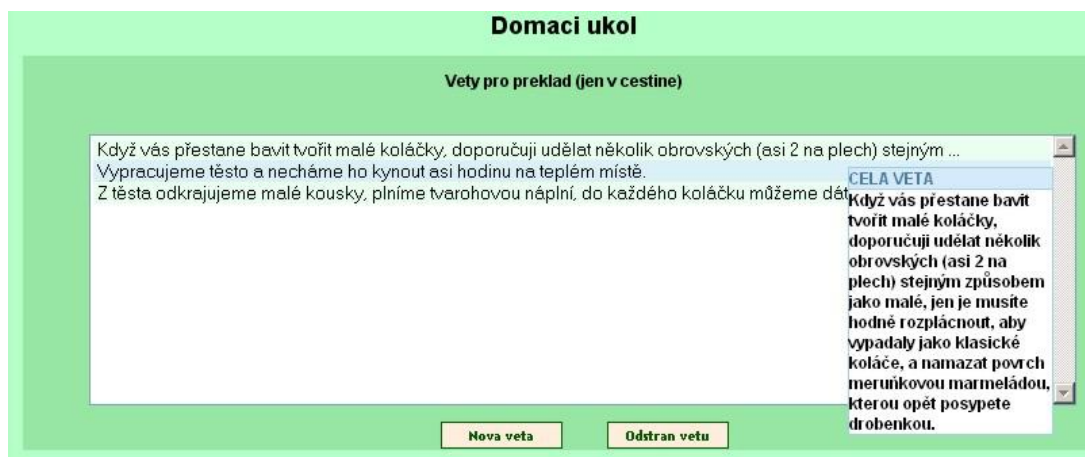 Domaci ukol
Vety pro preklad (jen v cestine)
Když vás přestane bavit tvořit malé koláčky, doporučuji udělat několik obrovských (asi 2 na plech) stejným ...
Vypracujeme těsto a necháme ho kynout asi hodinu na teplém místě.
Z těsta odkrajujeme malé kousky, plníme tvarohovou náplní, do každého koláčku můžeme dát
CELA VETA
Když vás přestane bavit
tvořit malé koláčky,
doporučuji udělat několik
obrovských (asi 2 na
plech) stejným způsobem
jako malé, jen je musíte
hodně rozplácnout, aby
vypadaly jako klasické
koláče, a namazat povrch
meruňkovou marmeládou,
kterou opět posypete
drobenkou.
Nova veta Odstran vetu